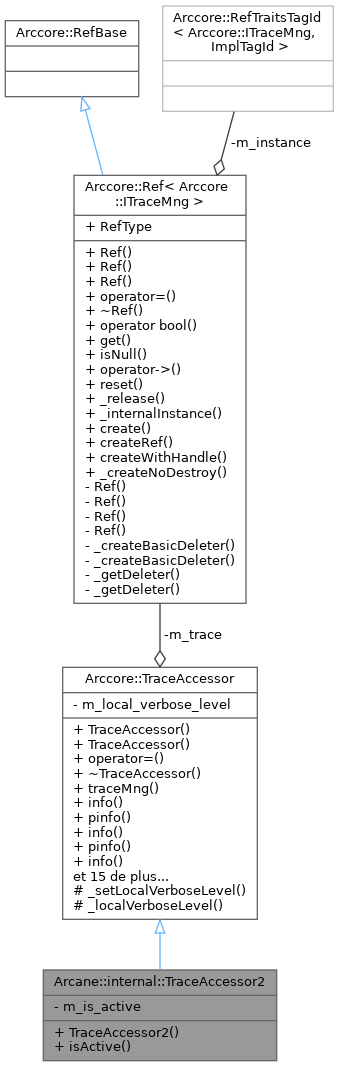 Arccore::RefBase
Arccore::RefTraitsTagId
< Arccore::ITraceMng,
ImplTagId >
-m_instance
Arccore::Ref< Arccore
::ITraceMng >
+ RefType
+ Ref()
+ Ref()
+ Ref()
+ operator=()
+ ~Ref()
+ operator bool()
+ get()
+ isNull()
+ operator->()
+ reset()
+ _release()
+ _internalInstance()
+ create()
+ createRef()
+ createWithHandle()
+ _createNoDestroy()
- Ref()
- Ref()
- Ref()
- Ref()
- _createBasicDeleter()
- _createBasicDeleter()
- _getDeleter()
- _getDeleter()
-m_trace
Arccore::TraceAccessor
- m_local_verbose_level
+ TraceAccessor()
+ TraceAccessor()
+ operator=()
+ ~TraceAccessor()
+ traceMng()
+ info()
+ pinfo()
+ info()
+ pinfo()
+ info()
et 15 de plus...
# _setLocalVerboseLevel()
# _localVerboseLevel()
Arcane::internal::TraceAccessor2
- m_is_active
+ TraceAccessor2()
+ isActive()